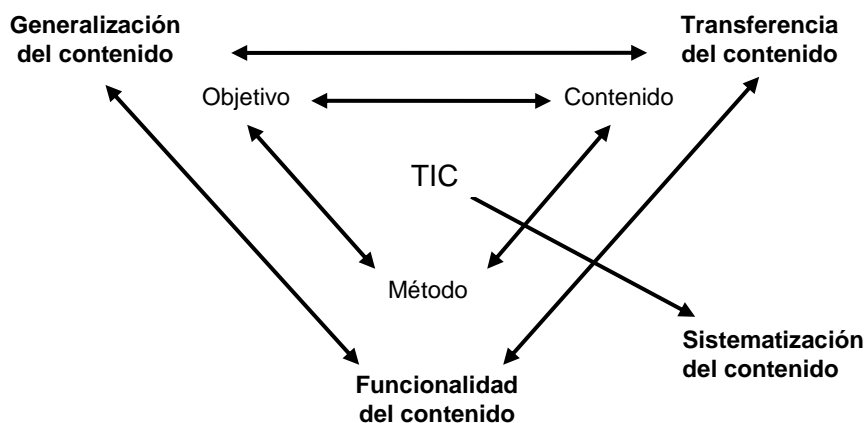 Generalización
del contenido
Transferencia
del contenido
Objetivo
Contenido
TIC
Método
Sistematización
del contenido
Funcionalidad
del contenido